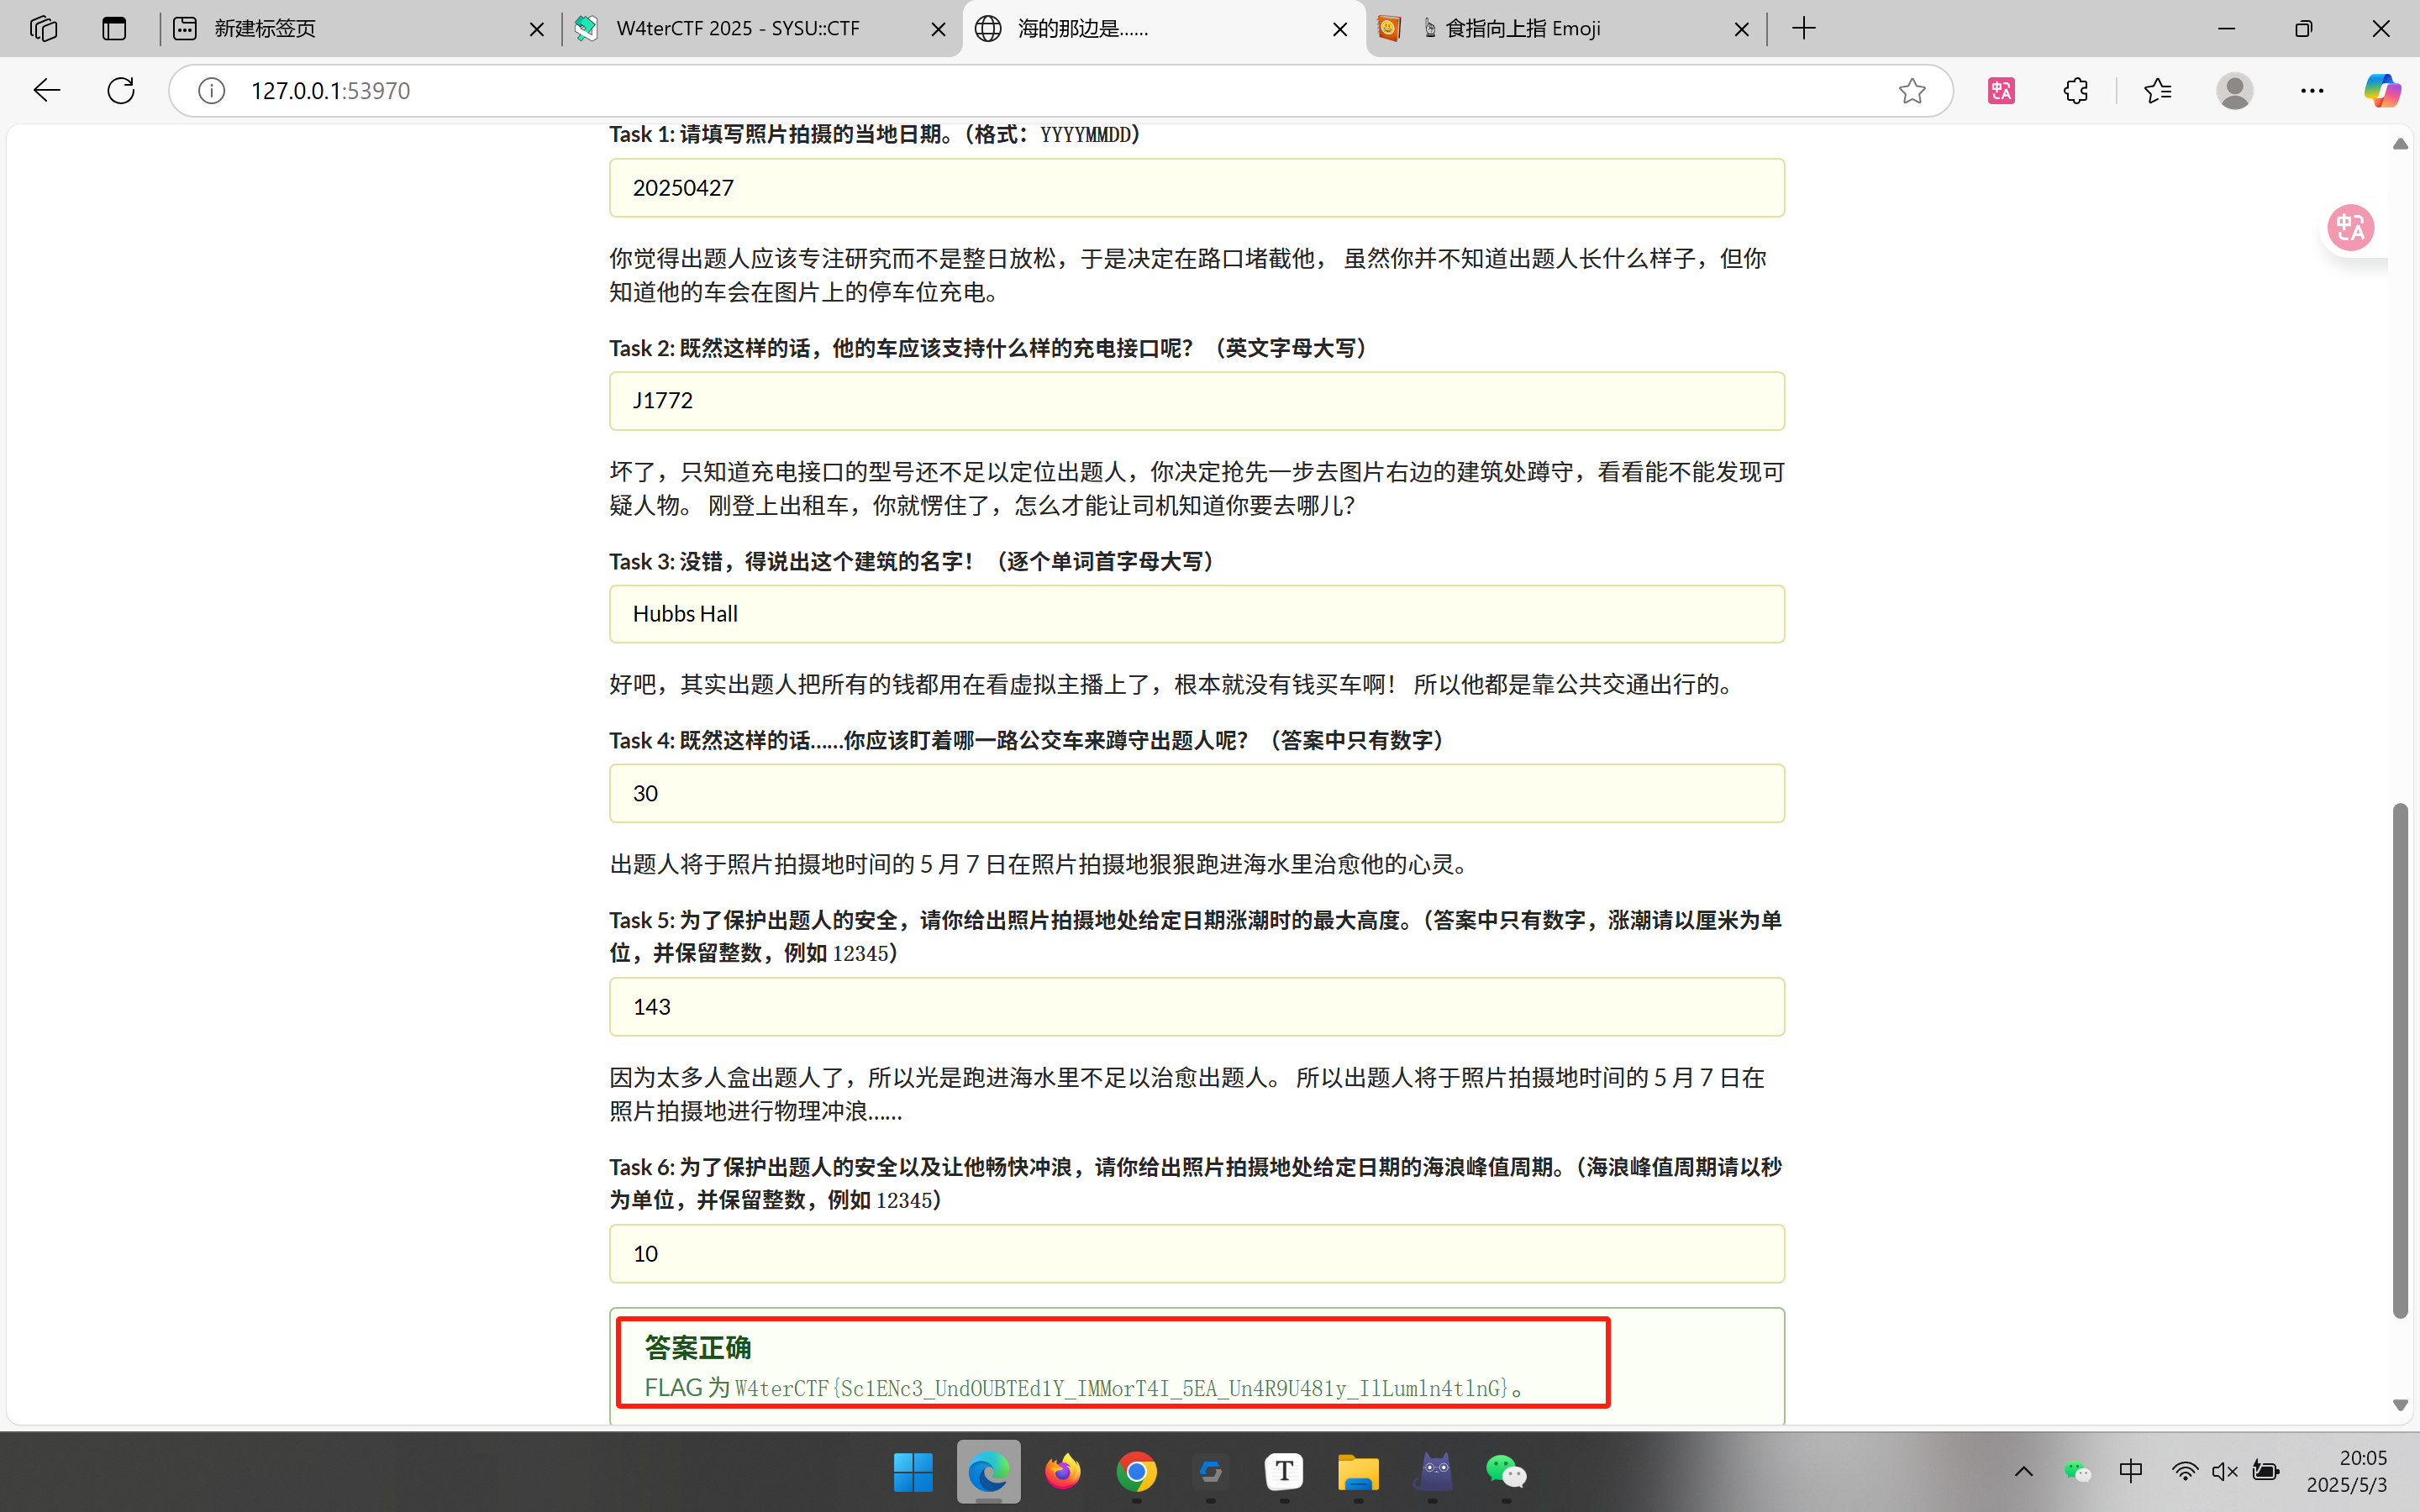 新建标签页
W4terCTF 2025 - SYSU::CTF
海的那边是......
👆 食指向上指 Emoji
127.0.0.1:53970
Task 1: 请填写照片拍摄的当地日期。（格式：YYYYMMDD）
20250427
你觉得出题人应该专注研究而不是整日放松，于是决定在路口堵截他， 虽然你并不知道出题人长什么样子，但你
知道他的车会在图片上的停车位充电。
Task 2: 既然这样的话，他的车应该支持什么样的充电接口呢？（英文字母大写）
J1772
坏了，只知道充电接口的型号还不足以定位出题人，你决定抢先一步去图片右边的建筑处蹲守，看看能不能发现可
疑人物。 刚登上出租车，你就愣住了，怎么才能让司机知道你要去哪儿？
Task 3: 没错，得说出这个建筑的名字！（逐个单词首字母大写）
Hubbs Hall
好吧，其实出题人把所有的钱都用在看虚拟主播上了，根本就没有钱买车啊！ 所以他都是靠公共交通出行的。
Task 4: 既然这样的话......你应该盯着哪一路公交车来蹲守出题人呢？（答案中只有数字）
30
出题人将于照片拍摄地时间的 5 月 7 日在照片拍摄地狠狠跑进海水里治愈他的心灵。
Task 5: 为了保护出题人的安全，请你给出照片拍摄地处给定日期涨潮时的最大高度。（答案中只有数字，涨潮请以厘米为单
位，并保留整数，例如 12345）
143
因为太多人盒出题人了，所以光是跑进海水里不足以治愈出题人。 所以出题人将于照片拍摄地时间的 5 月 7 日在
照片拍摄地进行物理冲浪......
Task 6: 为了保护出题人的安全以及让他畅快冲浪，请你给出照片拍摄地处给定日期的海浪峰值周期。（海浪峰值周期请以秒
为单位，并保留整数，例如 12345）
10
答案正确
FLAG 为 W4terCTF{Sc1ENc3_UndOUBTEd1Y_IMMorT4I_5EA_Un4R9U481y_IlLumln4tlnG}。
中
20:05
2025/5/3